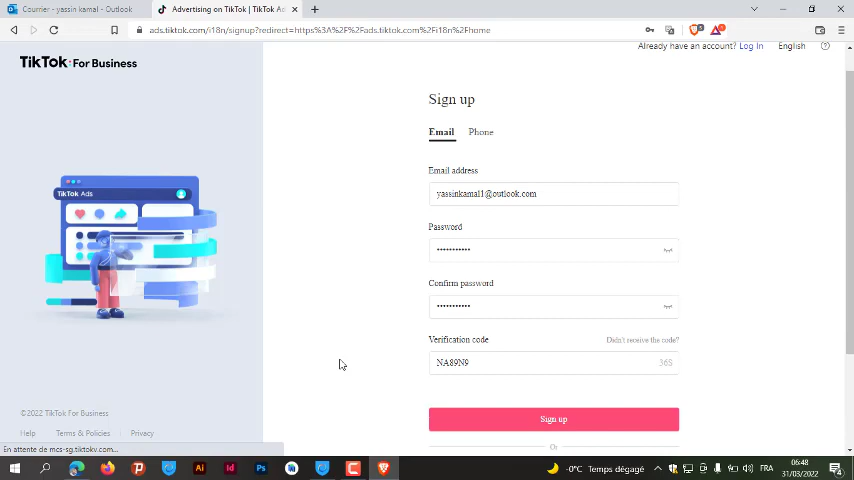 Courrier - yassin kamal - Outlook
Advertising on TikTok | TikTok Ad
ads.tiktok.com/i18n/signup?redirect=https%3A%2F%2Fads.tiktok.com%2Fi18n%2Fhome
Already have an account? Log In English
TikTok: For Business
Sign up
Email Phone
Email address
yassinkamal1@outlook.com
TikTok Ads
Password
•••••••••••
Confirm password
•••••••••••
Verification code Didn't receive the code?
NA89N9 36S
©2022 TikTok For Business
Sign up
Help Terms & Policies Privacy
Or
En attente de mcs-sg.tiktokv.com...
-0°C Temps dégagé
FRA
06:48
31/03/2022
4